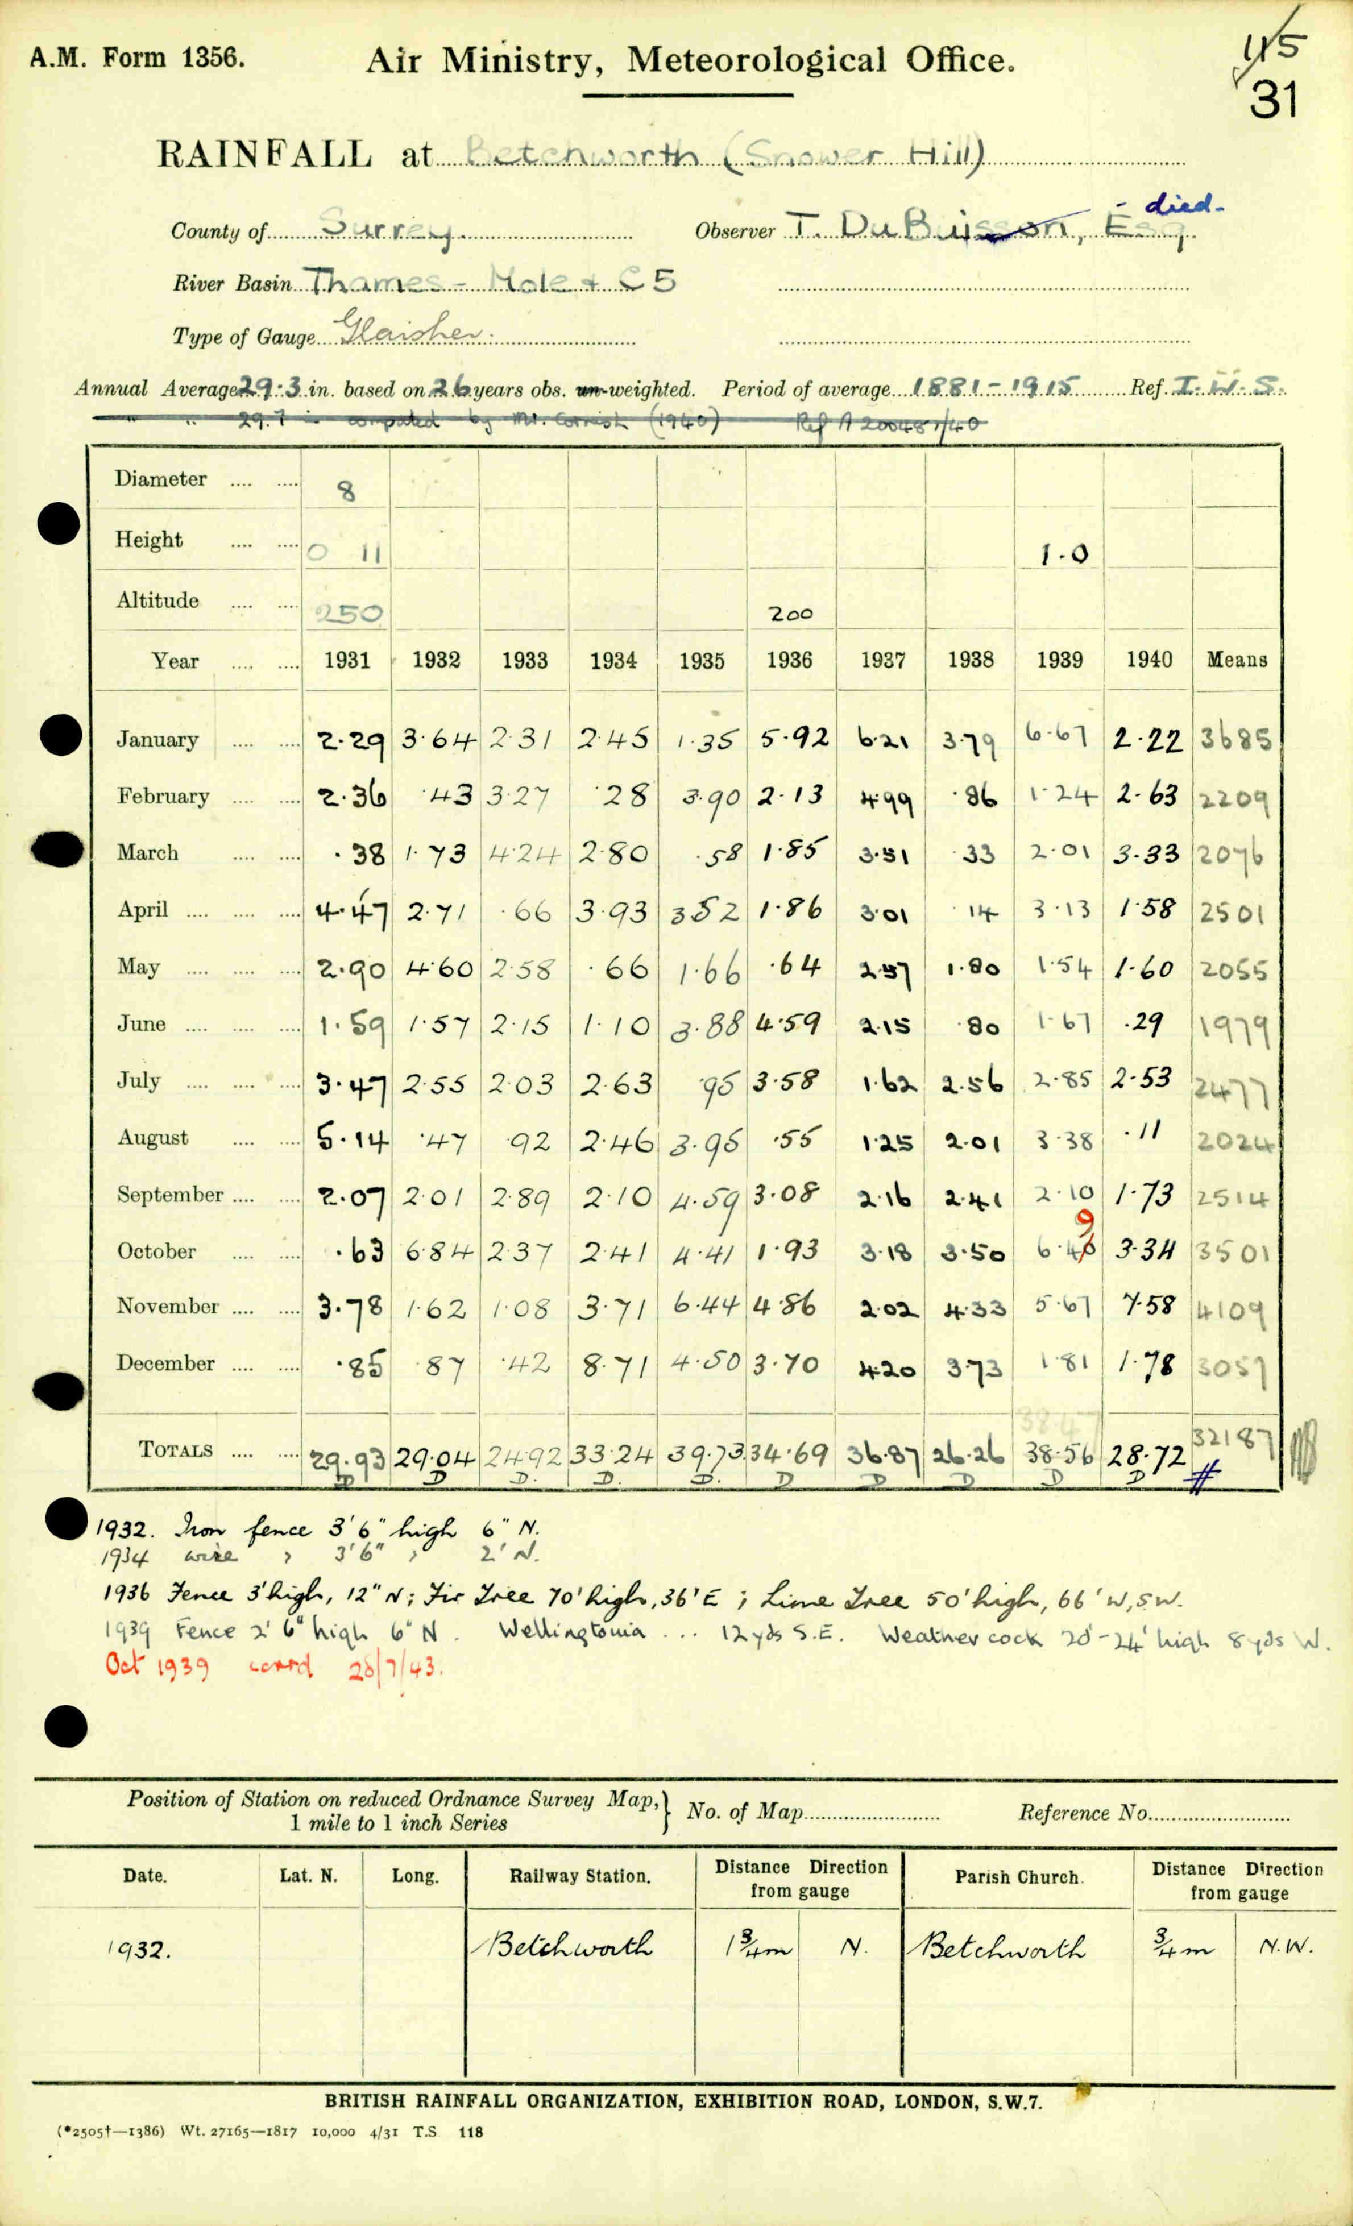 A.M. Form 1356. Air Ministry, Meteorological Office. 45
31
RAINFALL at Betchworth (Snower Hill)
- died.
County of Surrey. Observer T. DuBuisson, Esq
River Basin Thames - Mole + C5
Type of Gauge Glaisher.
Annual Average 29.3 in. based on 26 years obs. un-weighted. Period of average 1881-1915 Ref. I.W.S.
" " 29.7 in computed by Mr. Cornish (1940) Ref A200481/40
Diameter .... .... 8
Height .... .... 0 11 1.0
Altitude .... .... 250 200
Year .... .... 1931 1932 1933 1934 1935 1936 1937 1938 1939 1940 Means
January .... .... 2.29 3.64 2.31 2.45 1.35 5.92 6.21 3.79 6.67 2.22 3685
February .... .... 2.36 .43 3.27 .28 3.90 2.13 4.99 .86 1.24 2.63 2209
March .... .... .38 1.73 4.24 2.80 .58 1.85 3.51 .33 2.01 3.33 2076
April .... .... .... 4.47 2.71 .66 3.93 3.52 1.86 3.01 .14 3.13 1.58 2501
May .... .... .... 2.90 4.60 2.58 .66 1.66 .64 2.57 1.80 1.54 1.60 2055
June .... .... .... 1.59 1.57 2.15 1.10 3.88 4.59 2.15 .80 1.67 .29 1979
July .... .... .... 3.47 2.55 2.03 2.63 .95 3.58 1.62 2.56 2.85 2.53 2477
August .... .... 5.14 .47 .92 2.46 3.95 .55 1.25 2.01 3.38 .11 2024
September .... .... 2.07 2.01 2.89 2.10 4.59 3.08 2.16 2.41 2.10 1.73 2514
9
October .... .... .63 6.84 2.37 2.41 4.41 1.93 3.18 3.50 6.40 3.34 3501
November .... .... 3.78 1.62 1.08 3.71 6.44 4.86 2.02 4.33 5.67 7.58 4109
December .... .... .85 .87 .42 8.71 4.50 3.70 4.20 3.73 1.81 1.78 3057
38.47
TOTALS .... .... 29.93 29.04 24.92 33.24 39.73 34.69 36.87 26.26 38.56 28.72 32187
D D D. D. D. D D D D D #
1932. Iron fence 3'6" high 6" N.
1934 wire " 3'6" " 2' N.
1936 Fence 3' high, 12" N; Fir Tree 70' high, 36' E; Lime Tree 50' high, 66' W, SW.
1939 Fence 2' 6" high 6" N. Wellingtonia ... 12 yds S.E. Weathercock 20'-24' high 8 yds W.
Oct 1939 corrd 28/7/43.
Position of Station on reduced Ordnance Survey Map, 1 mile to 1 inch Series } No. of Map Reference No.
Date. Lat. N. Long. Railway Station. Distance Direction from gauge Parish Church. Distance Direction from gauge
1932. Betchworth 1 3/4 m N. Betchworth 3/4 m N.W.
BRITISH RAINFALL ORGANIZATION, EXHIBITION ROAD, LONDON, S.W.7.
(*2505†—1386) Wt. 27165—1817 10,000 4/31 T.S 118